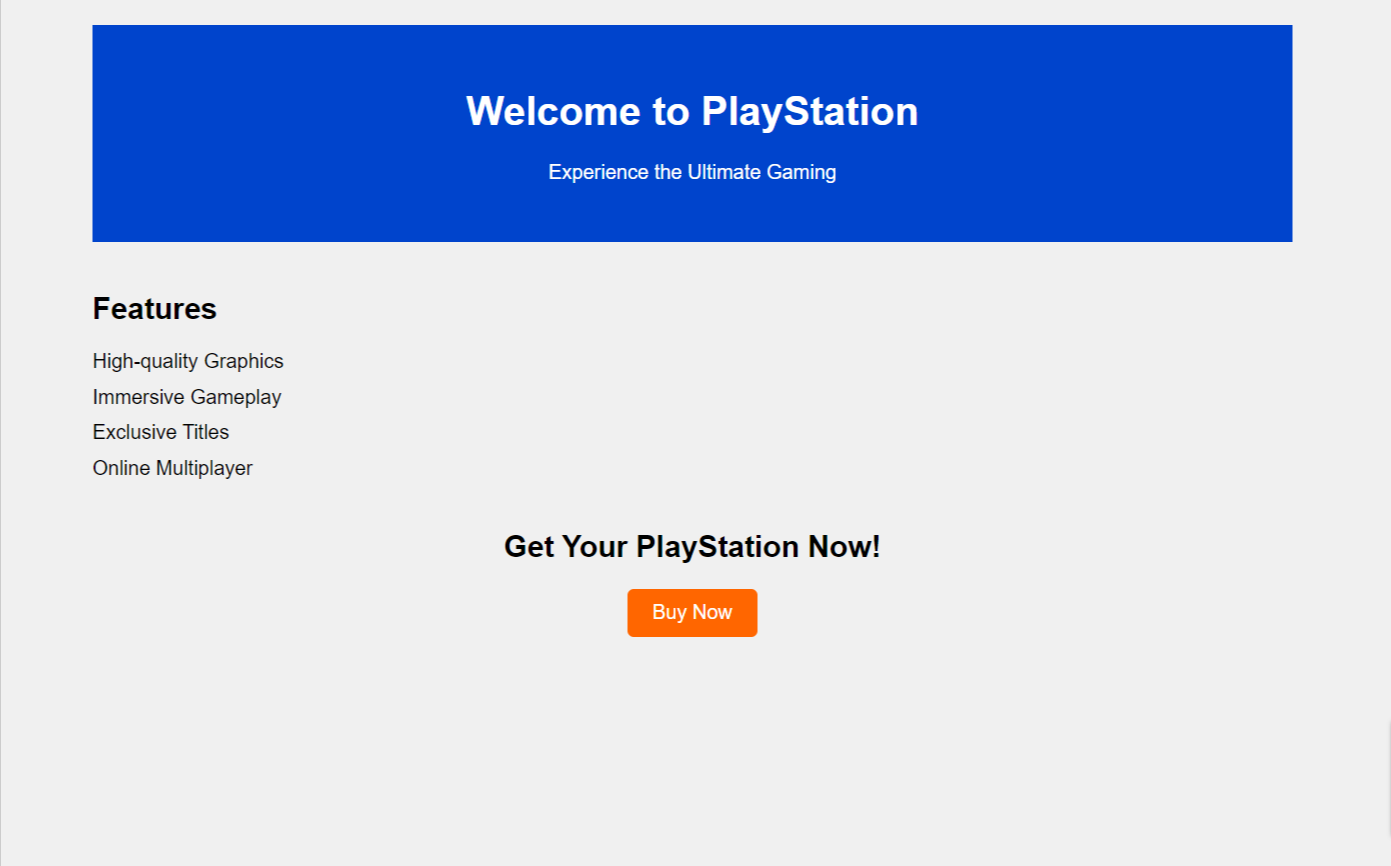 Welcome to PlayStation
Experience the Ultimate Gaming
Features
High-quality Graphics
Immersive Gameplay
Exclusive Titles
Online Multiplayer
Get Your PlayStation Now!
Buy Now